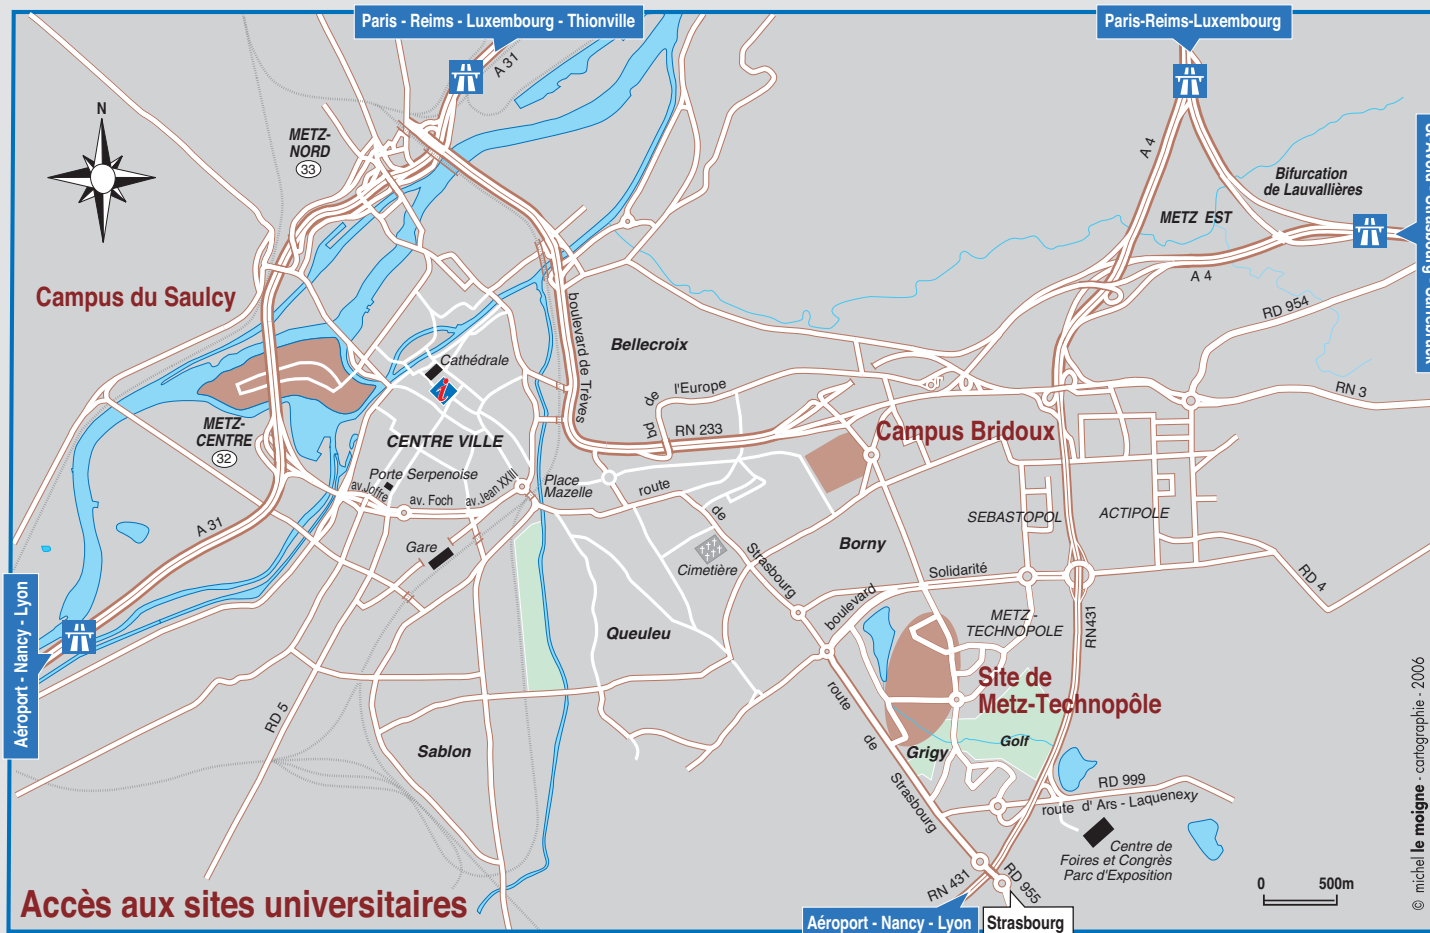 Paris - Reims - Luxembourg - Thionville
Paris-Reims-Luxembourg
A 31
N
METZ-
NORD
33
A 4
Bifurcation
de Lauvallières
METZ EST
A 4
RD 954
Campus du Saulcy
boulevard de Trèves
Bellecroix
Cathédrale
i
bd
de
l'Europe
RN 3
METZ-
CENTRE
32
CENTRE VILLE
RN 233
Campus Bridoux
Porte Serpenoise
av. Joffre
av. Foch
av. Jean XXIII
Place
Mazelle
route
de
Strasbourg
SEBASTOPOL
ACTIPOLE
A 31
Gare
Cimetière
Borny
boulevard
Solidarité
RD 4
Aéroport - Nancy - Lyon
Queuleu
METZ -
TECHNOPOLE
RN431
Site de
Metz-Technopôle
route
de
Strasbourg
RD 5
Sablon
Grigy
Golf
RD 999
route d' Ars - Laquenexy
Centre de
Foires et Congrès
Parc d'Exposition
RN 431
RD 955
0 500m
Accès aux sites universitaires
Aéroport - Nancy - Lyon
Strasbourg
© michel le moigne - cartographie - 2006